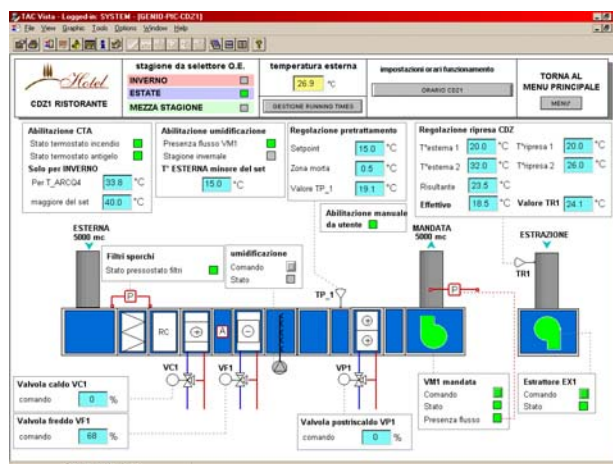 TAC Vista - Logged-in: SYSTEM - [GENIO-PIC-CDZ1]
File View Graphic Tools Options Window Help
Hotel
CDZ1 RISTORANTE
stagione da selettore Q.E.
INVERNO
ESTATE
MEZZA STAGIONE
temperatura esterna
26.9 °C
GESTIONE RUNNING TIMES
impostazioni orari funzionamento
ORARIO CDZ1
TORNA AL
MENU PRINCIPALE
MENU'
Abilitazione CTA
Stato termostato incendio
Stato termostato antigelo
Solo per INVERNO
Per T_ARCQ4 33.8 °C
maggiore del set 40.0 °C
Abilitazione umidificazione
Presenza flusso VM1
Stagione invernale
T° ESTERNA minore del set
15.0 °C
Regolazione pretrattamento
Setpoint 15.0 °C
Zona morta 0.5 °C
Valore TP_1 19.1 °C
Regolazione ripresa CDZ
T°esterna 1 20.0 °C T°ripresa 1 20.0 °C
T°esterna 2 32.0 °C T°ripresa 2 26.0 °C
Risultante 23.5 °C
Effettivo 18.5 °C Valore TR1 24.1 °C
Abilitazione manuale
da utente
ESTERNA
5000 mc
MANDATA
5000 mc
ESTRAZIONE
Filtri sporchi
Stato pressostato filtri
umidificazione
Comando
Stato
TP_1
P
P
TR1
RC
A
VC1
VF1
VP1
Valvola caldo VC1
comando 0 %
Valvola freddo VF1
comando 68 %
Valvola postriscaldo VP1
comando 0 %
VM1 mandata
Comando
Stato
Presenza flusso
Estrattore EX1
Comando
Stato